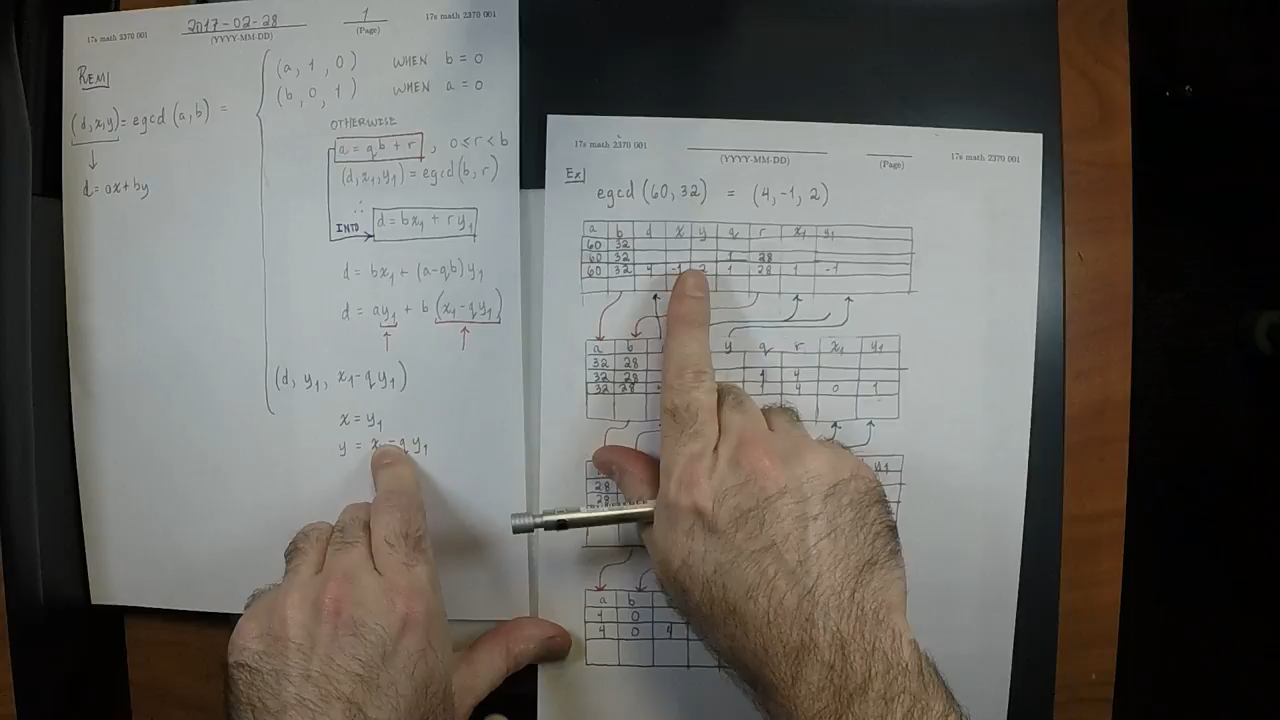 17s math 2370 001 2017-02-28 1 17s math 2370 001
(YYYY-MM-DD) (Page)
REM
(d, x, y) = egcd(a, b) =
↓
d = ax + by
(a, 1, 0) WHEN b = 0
(b, 0, 1) WHEN a = 0
OTHERWISE
a = qb + r , 0 ≤ r < b
(d, x₁, y₁) = egcd(b, r)
∴
INTO d = bx₁ + ry₁
d = bx₁ + (a-qb) y₁
d = ay₁ + b (x₁ - qy₁)
(d, y₁, x₁ - qy₁)
x = y₁
y = x - q y₁
17s math 2370 001 17s math 2370 001
(YYYY-MM-DD) (Page)
Ex
egcd(60, 32) = (4, -1, 2)
a b d x y q r x₁ y₁
60 32
60 32 1 28
60 32 4 -1 2 1 28 1 -1
a b y q r x₁ y₁
32 28
32 28 1 4
32 28 1 4 0 1
y₁
28
28
a b
4 0
4 0 4